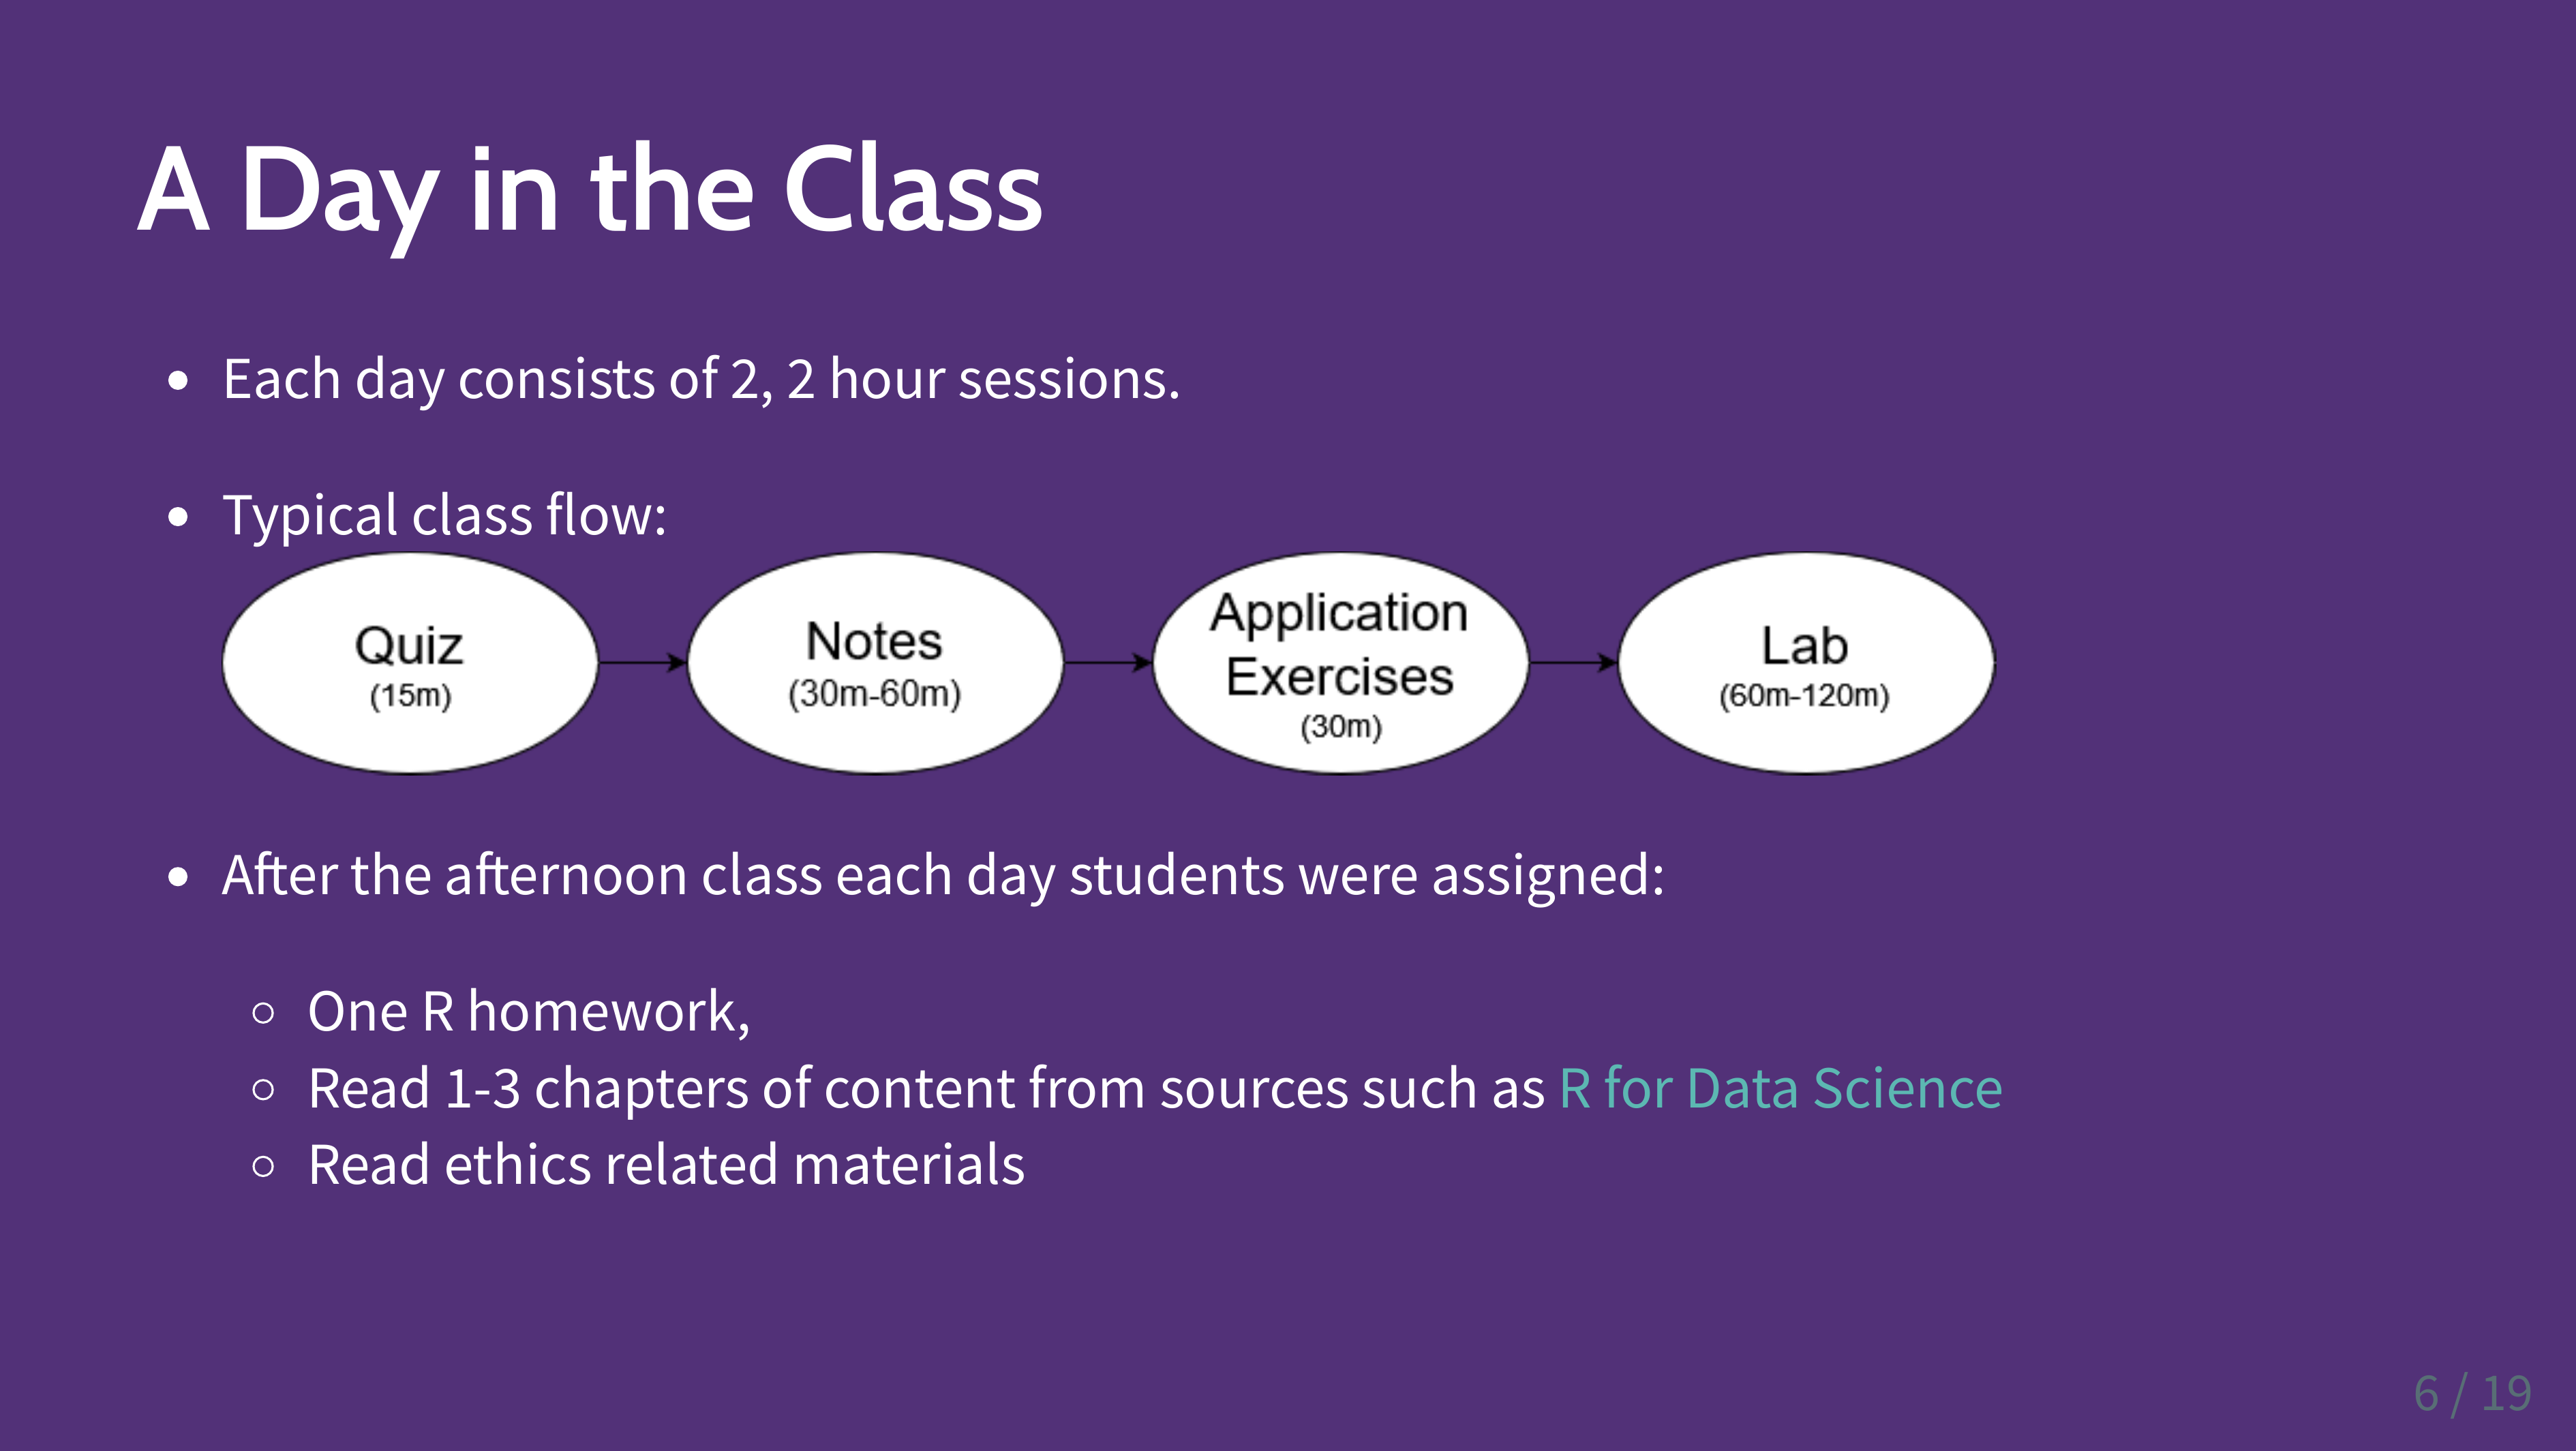 A Day in the Class
Each day consists of 2, 2 hour sessions.
Typical class flow:
Quiz
(15m)
Notes
(30m-60m)
Application
Exercises
(30m)
Lab
(60m-120m)
After the afternoon class each day students were assigned:
One R homework,
Read 1-3 chapters of content from sources such as R for Data Science
Read ethics related materials
6 / 19